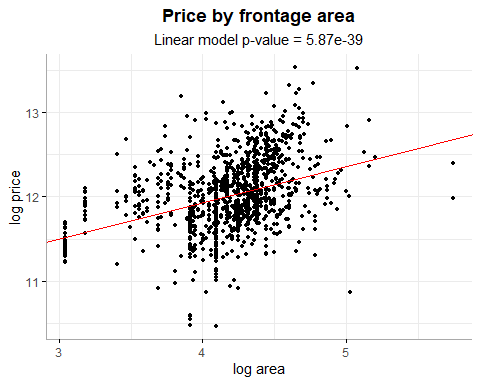 Price by frontage area
Linear model p-value = 5.87e-39
13
12
11
log price
3
4
5
log area